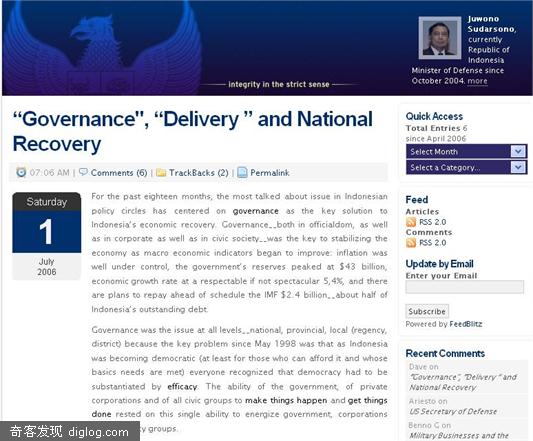 Juwono
Sudarsono,
currently
Republic of
Indonesia
Minister of Defense since
October 2004. more
integrity in the strict sense
“Governance”, “Delivery ” and National
Recovery
07:06 AM | Comments (6) | TrackBacks (2) | Permalink
Saturday
1
July
2006
For the past eighteen months, the most talked about issue in Indonesian
policy circles has centered on governance as the key solution to
Indonesia’s economic recovery. Governance__both in officialdom, as well
as in corporate as well as in civic society__was the key to stabilizing the
economy as macro economic indicators began to improve: inflation was
well under control, the government’s reserves peaked at $43 billion,
economic growth rate at a respectable if not spectacular 5,4%, and there
are plans to repay ahead of schedule the IMF $2.4 billion__about half of
Indonesia’s outstanding debt.
Governance was the issue at all levels__national, provincial, local (regency,
district) because the key problem since May 1998 was that as Indonesia
was becoming democratic (at least for those who can afford it and whose
basics needs are met) everyone recognized that democracy had to be
substantiated by efficacy. The ability of the government, of private
corporations and of all civic groups to make things happen and get things
done rested on this single ability to energize government, corporations
groups.
Quick Access
Total Entries 6
since April 2006
Select Month
Select a Category...
Feed
Articles
RSS 2.0
Comments
RSS 2.0
Update by Email
Enter your Email
Subscribe
Powered by FeedBlitz
Recent Comments
Dave on
“Governance”, “Delivery ” and
National Recovery
Ariesto on
US Secretary of Defense
Benno G on
Military Businesses and the
奇客发现 diglog.com